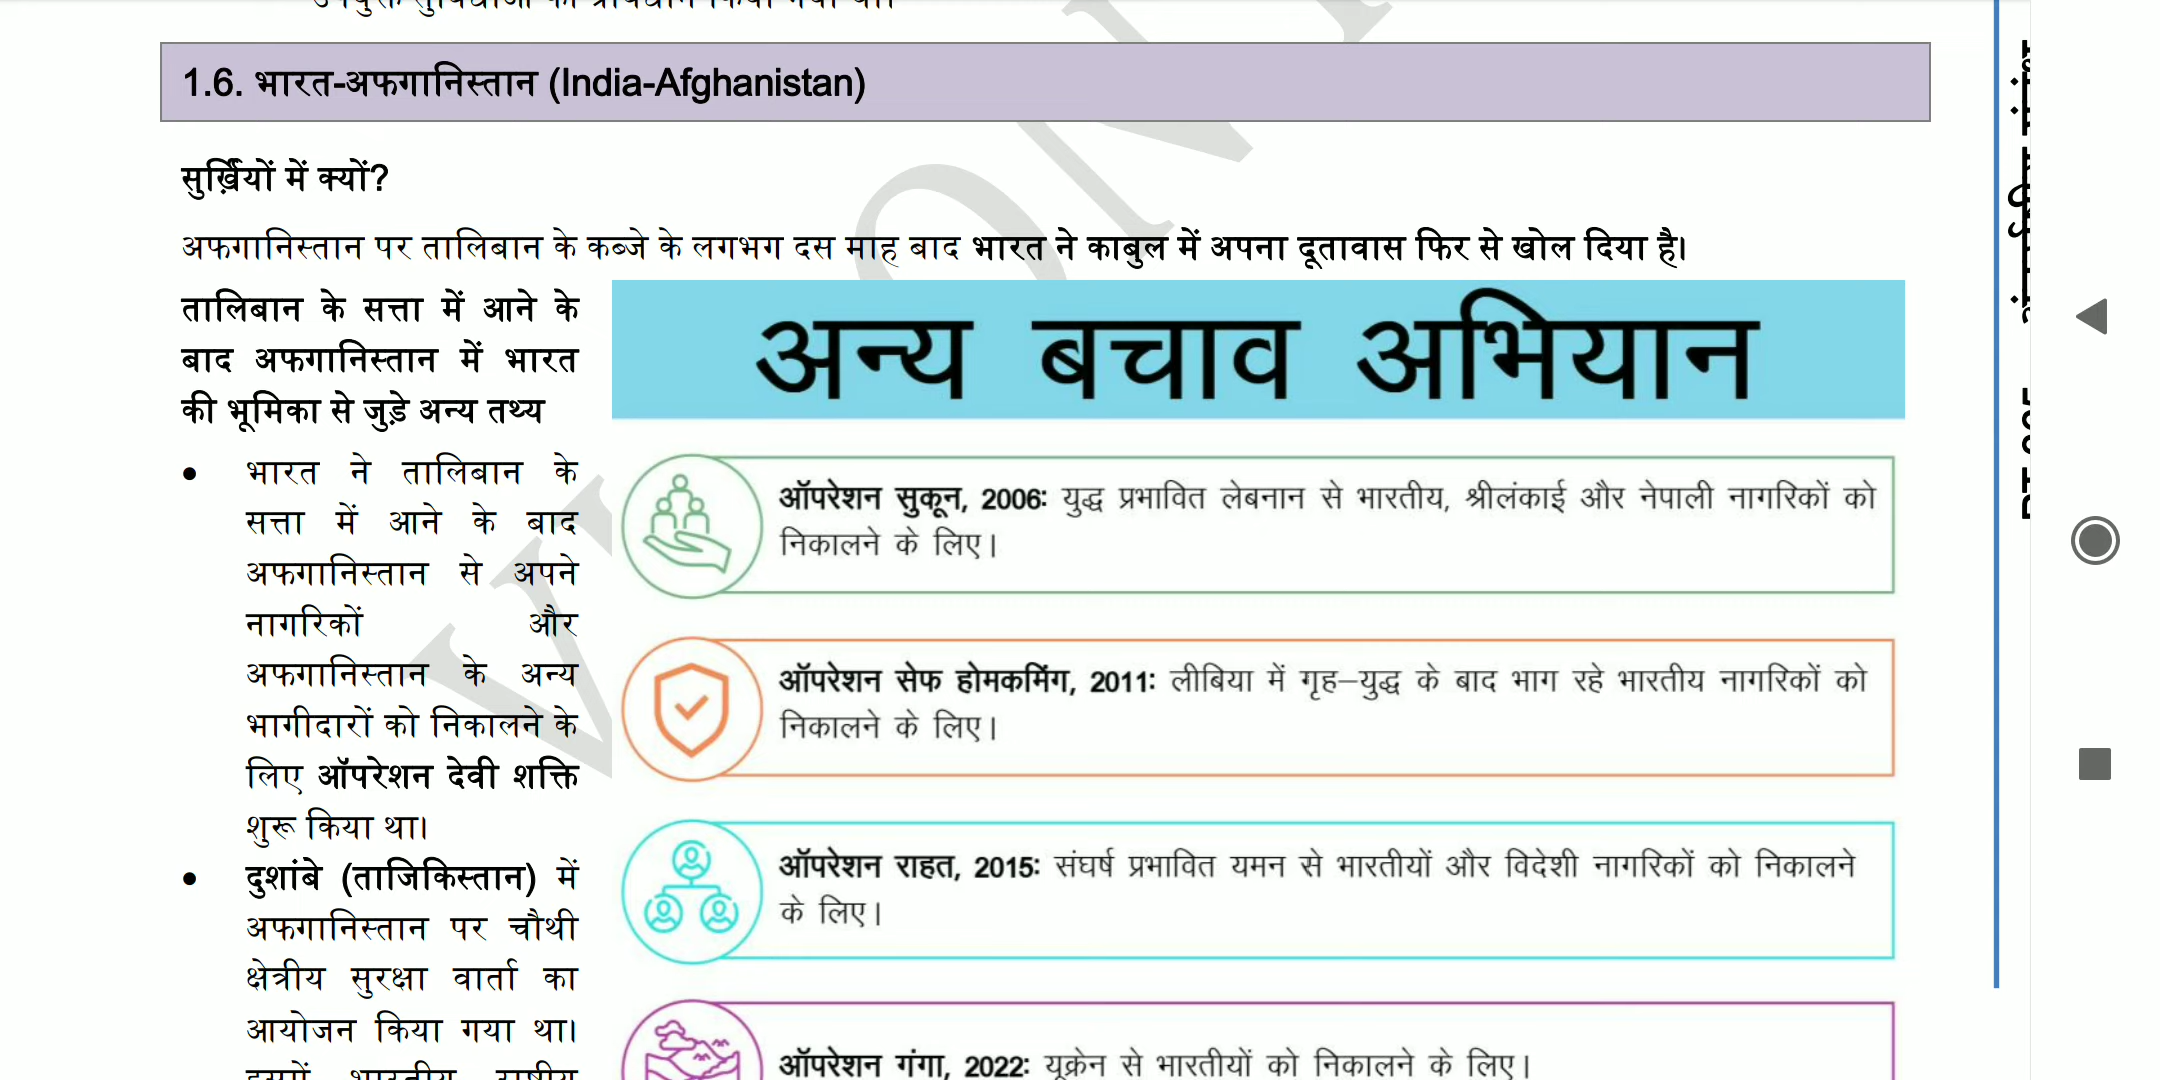 1.6. भारत-अफगानिस्तान (India-Afghanistan)
सुर्ख़ियों में क्यों?
अफगानिस्तान पर तालिबान के कब्जे के लगभग दस माह बाद भारत ने काबुल में अपना दूतावास फिर से खोल दिया है।
तालिबान के सत्ता में आने के
बाद अफगानिस्तान में भारत
की भूमिका से जुड़े अन्य तथ्य
• भारत ने तालिबान के
सत्ता में आने के बाद
अफगानिस्तान से अपने
नागरिकों और
अफगानिस्तान के अन्य
भागीदारों को निकालने के
लिए ऑपरेशन देवी शक्ति
शुरू किया था।
• दुशांबे (ताजिकिस्तान) में
अफगानिस्तान पर चौथी
क्षेत्रीय सुरक्षा वार्ता का
आयोजन किया गया था।
अन्य बचाव अभियान
ऑपरेशन सुकून, 2006: युद्ध प्रभावित लेबनान से भारतीय, श्रीलंकाई और नेपाली नागरिकों को
निकालने के लिए।
ऑपरेशन सेफ होमकमिंग, 2011: लीबिया में गृह–युद्ध के बाद भाग रहे भारतीय नागरिकों को
निकालने के लिए।
ऑपरेशन राहत, 2015: संघर्ष प्रभावित यमन से भारतीयों और विदेशी नागरिकों को निकालने
के लिए।
ऑपरेशन गंगा, 2022: यूक्रेन से भारतीयों को निकालने के लिए।